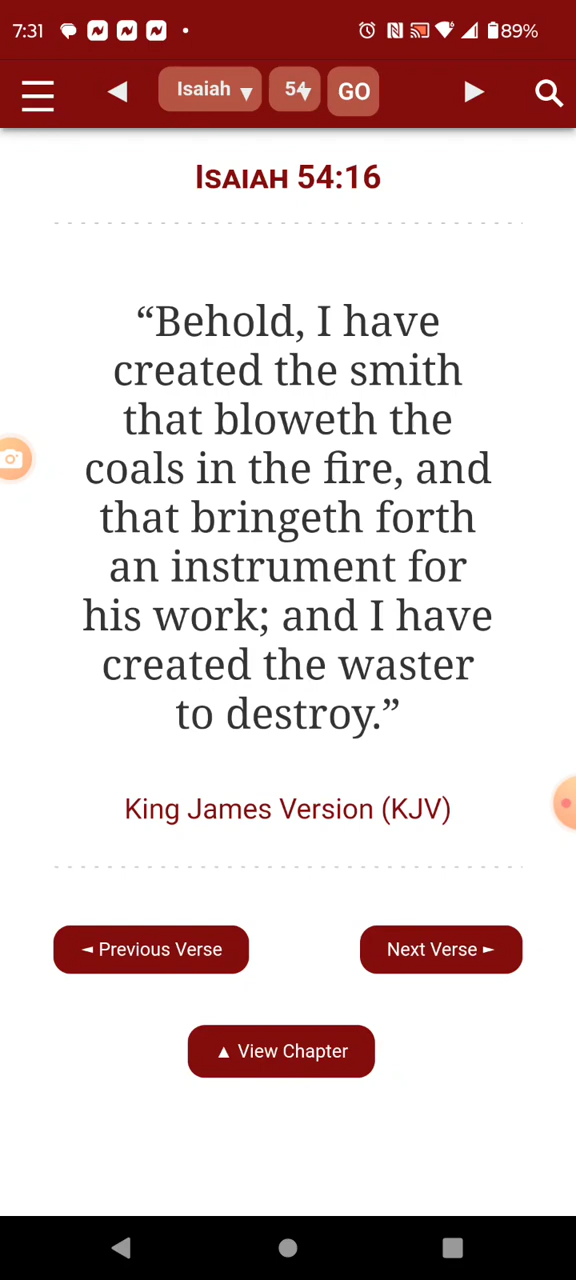 7:31 89%
Isaiah 54 GO
ISAIAH 54:16
“Behold, I have
created the smith
that bloweth the
coals in the fire, and
that bringeth forth
an instrument for
his work; and I have
created the waster
to destroy.”
King James Version (KJV)
◄ Previous Verse Next Verse ►
▲ View Chapter